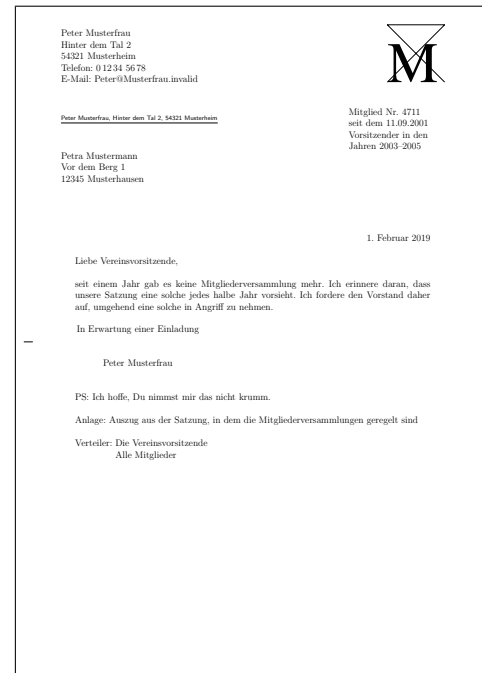 Peter Musterfrau
Hinter dem Tal 2
54321 Musterheim
Telefon: 0 12 34 56 78
E-Mail: Peter@Musterfrau.invalid
M
Peter Musterfrau, Hinter dem Tal 2, 54321 Musterheim
Mitglied Nr. 4711
seit dem 11.09.2001
Vorsitzender in den
Jahren 2003–2005
Petra Mustermann
Vor dem Berg 1
12345 Musterhausen
1. Februar 2019
Liebe Vereinsvorsitzende,
seit einem Jahr gab es keine Mitgliederversammlung mehr. Ich erinnere daran, dass
unsere Satzung eine solche jedes halbe Jahr vorsieht. Ich fordere den Vorstand daher
auf, umgehend eine solche in Angriff zu nehmen.
In Erwartung einer Einladung
Peter Musterfrau
PS: Ich hoffe, Du nimmst mir das nicht krumm.
Anlage: Auszug aus der Satzung, in dem die Mitgliederversammlungen geregelt sind
Verteiler: Die Vereinsvorsitzende
Alle Mitglieder